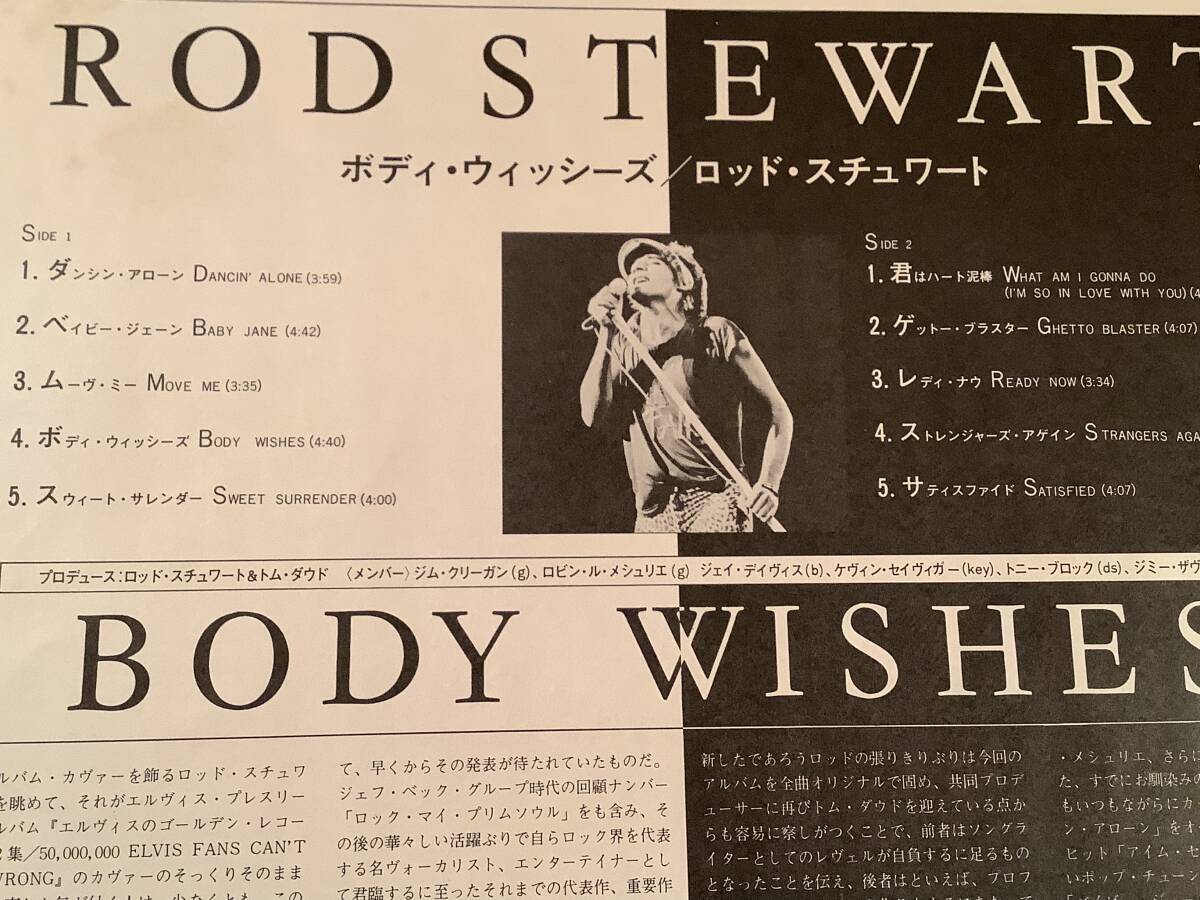 ROD STEWART
ボディ・ウィッシーズ／ロッド・スチュワート
SIDE 1
1. ダンシン・アローン DANCIN' ALONE (3:59)
2. ベイビー・ジェーン BABY JANE (4:42)
3. ムーヴ・ミー MOVE ME (3:35)
4. ボディ・ウィッシーズ BODY WISHES (4:40)
5. スウィート・サレンダー SWEET SURRENDER (4:00)
SIDE 2
1. 君はハート泥棒 WHAT AM I GONNA DO
(I'M SO IN LOVE WITH YOU) (4
2. ゲットー・ブラスター GHETTO BLASTER (4:07)
3. レディ・ナウ READY NOW (3:34)
4. ストレンジャーズ・アゲイン STRANGERS AGA
5. サティスファイド SATISFIED (4:07)
プロデュース：ロッド・スチュワート&トム・ダウド 〈メンバー〉ジム・クリーガン(g)、ロビン・ル・メシュリエ(g) ジェイ・デイヴィス(b)、ケヴィン・セイヴィガー(key)、トニー・ブロック(ds)、ジミー・ザヴ
BODY WISHES
ルバム・カヴァーを飾るロッド・スチュワ
を眺めて、それがエルヴィス・プレスリー
ルバム『エルヴィスのゴールデン・レコー
2集／50,000,000 ELVIS FANS CAN'T
WRONG』のカヴァーのそっくりそのまま
て、早くからその発表が待たれていたものだ。
ジェフ・ベック・グループ時代の回顧ナンバー
「ロック・マイ・プリムソウル」をも含み、そ
の後の華々しい活躍ぶりで自らロック界を代表
する名ヴォーカリスト、エンターテイナーとし
て君臨するに至ったそれまでの代表作、重要作
新したであろうロッドの張りきりぶりは今回の
アルバムを全曲オリジナルで固め、共同プロデ
ューサーに再びトム・ダウドを迎えている点か
らも容易に察しがつくことで、前者はソングラ
イターとしてのレヴェルが自負するに足るもの
となったことを伝え、後者はといえば、プロフ
・メシュリエ、さらに
た、すでにお馴染みの
もいつもながらにカ
ン・アローン」をオ
ヒット「アイム・セ
いポップ・チューン